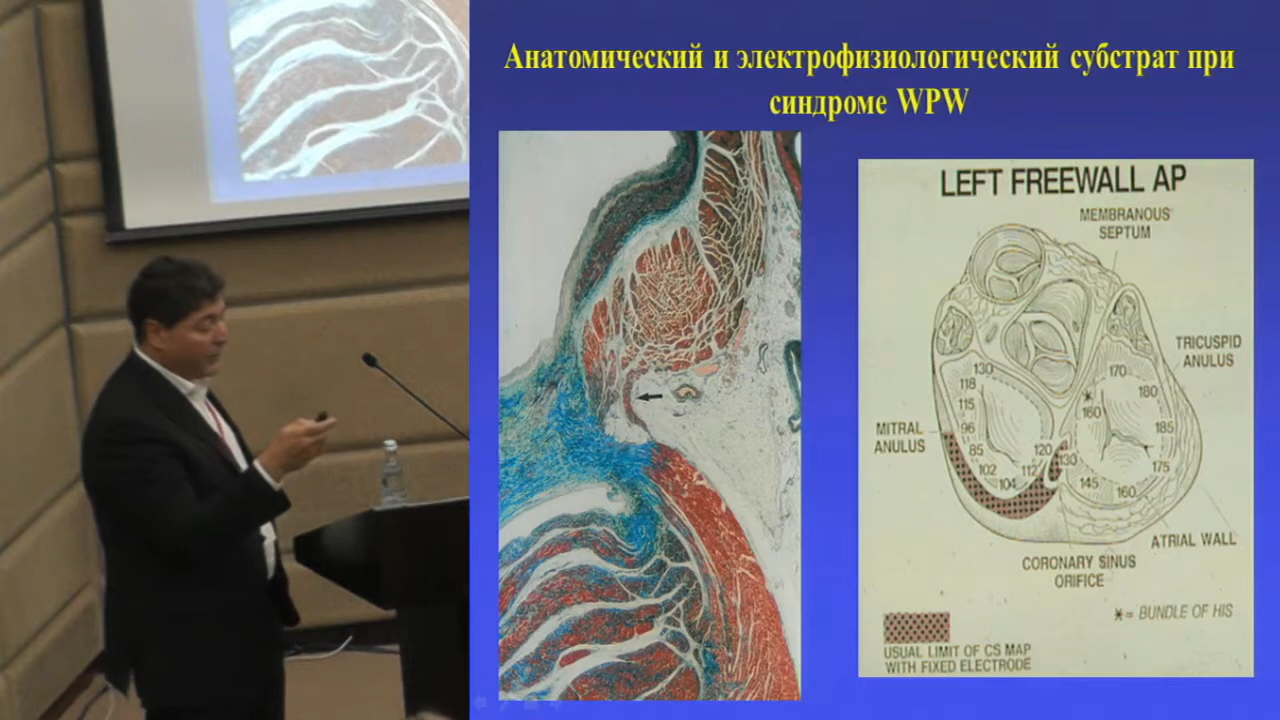 Анатомический и электрофизиологический субстрат при
синдроме WPW
LEFT FREEWALL AP
MEMBRANOUS
SEPTUM
TRICUSPID
ANULUS
MITRAL
ANULUS
130
118
115
96
85
102
104
112
120
130
170
180
160
185
175
160
145
ATRIAL WALL
CORONARY SINUS
ORIFICE
*= BUNDLE OF HIS
USUAL LIMIT OF CS MAP
WITH FIXED ELECTRODE